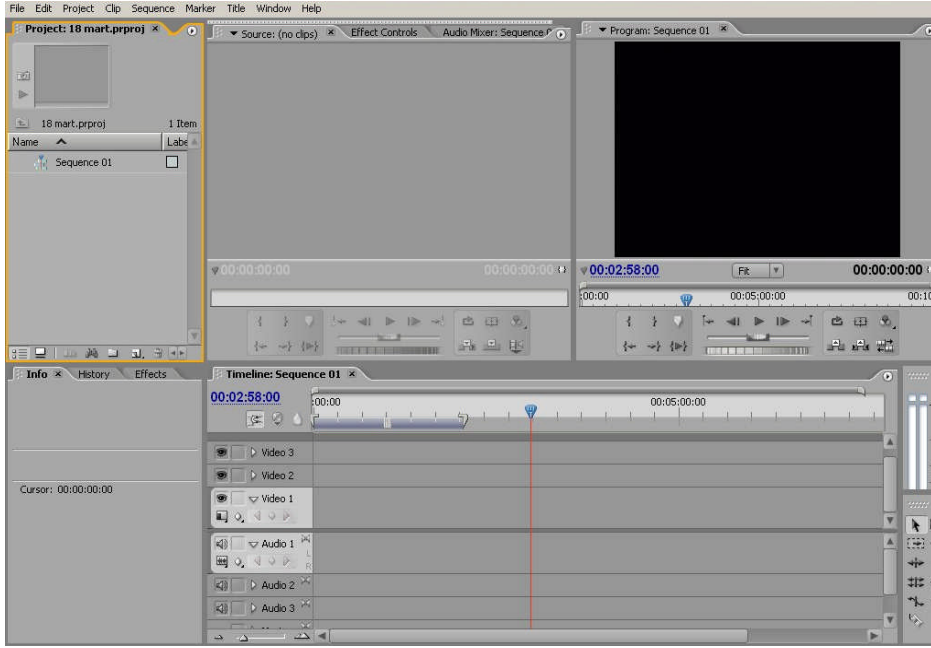 File Edit Project Clip Sequence Marker Title Window Help
Project: 18 mart.prproj
18 mart.prproj 1 Item
Name Labe
Sequence 01
Source: (no clips) Effect Controls Audio Mixer: Sequence
00:00:00:00 00:00:00:00
Program: Sequence 01
00:02:58:00 Fit 00:00:00:00
:00:00 00:05:00:00 00:10
Info History Effects
Cursor: 00:00:00:00
Timeline: Sequence 01
00:02:58:00
:00:00 00:05:00:00
Video 3
Video 2
Video 1
Audio 1
L
R
Audio 2
Audio 3